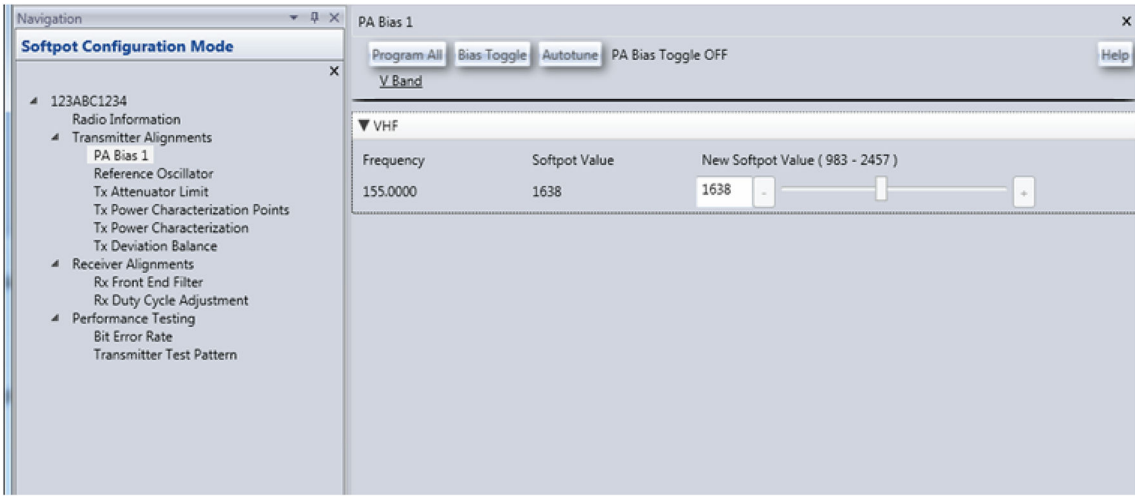 Navigation
Softpot Configuration Mode
123ABC1234
Radio Information
Transmitter Alignments
PA Bias 1
Reference Oscillator
Tx Attenuator Limit
Tx Power Characterization Points
Tx Power Characterization
Tx Deviation Balance
Receiver Alignments
Rx Front End Filter
Rx Duty Cycle Adjustment
Performance Testing
Bit Error Rate
Transmitter Test Pattern
PA Bias 1
Program All Bias Toggle Autotune PA Bias Toggle OFF Help
V Band
VHF
Frequency Softpot Value New Softpot Value ( 983 - 2457 )
155.0000 1638 1638 - +